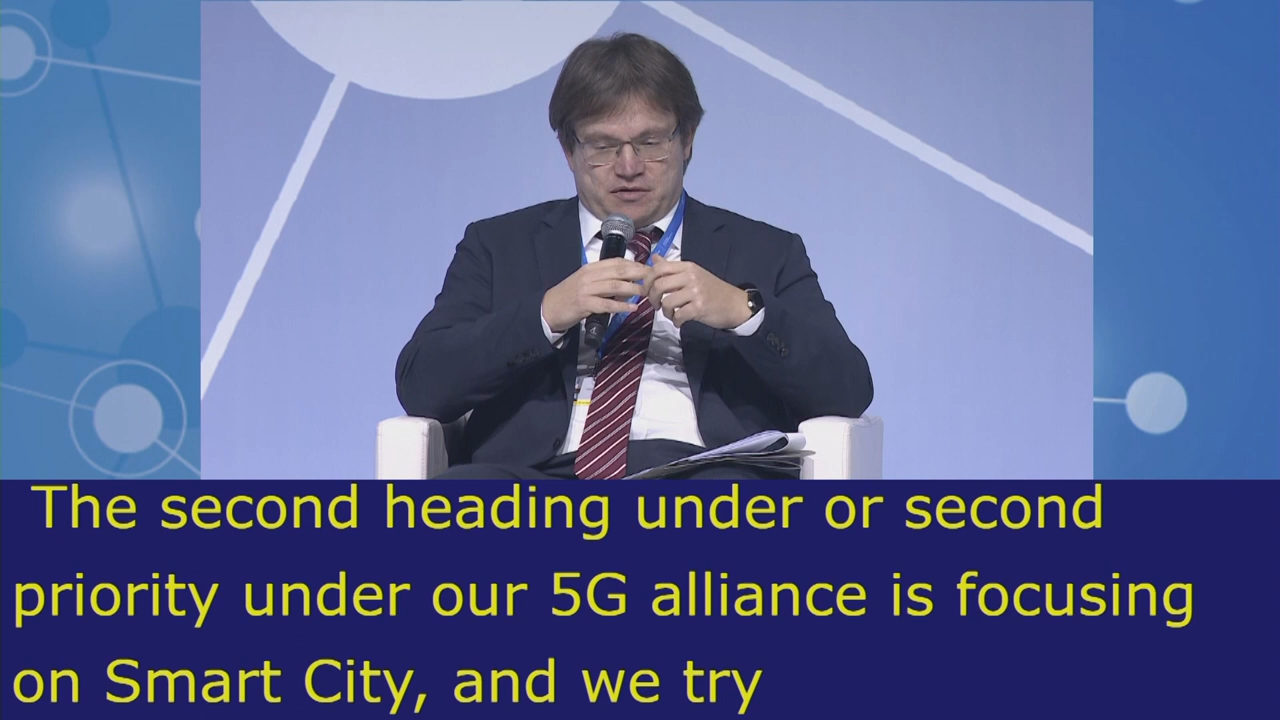 The second heading under or second
priority under our 5G alliance is focusing
on Smart City, and we try